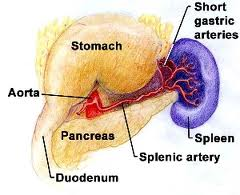 Short
gastric
arteries
Stomach
Aorta
Pancreas
Spleen
Splenic artery
Duodenum